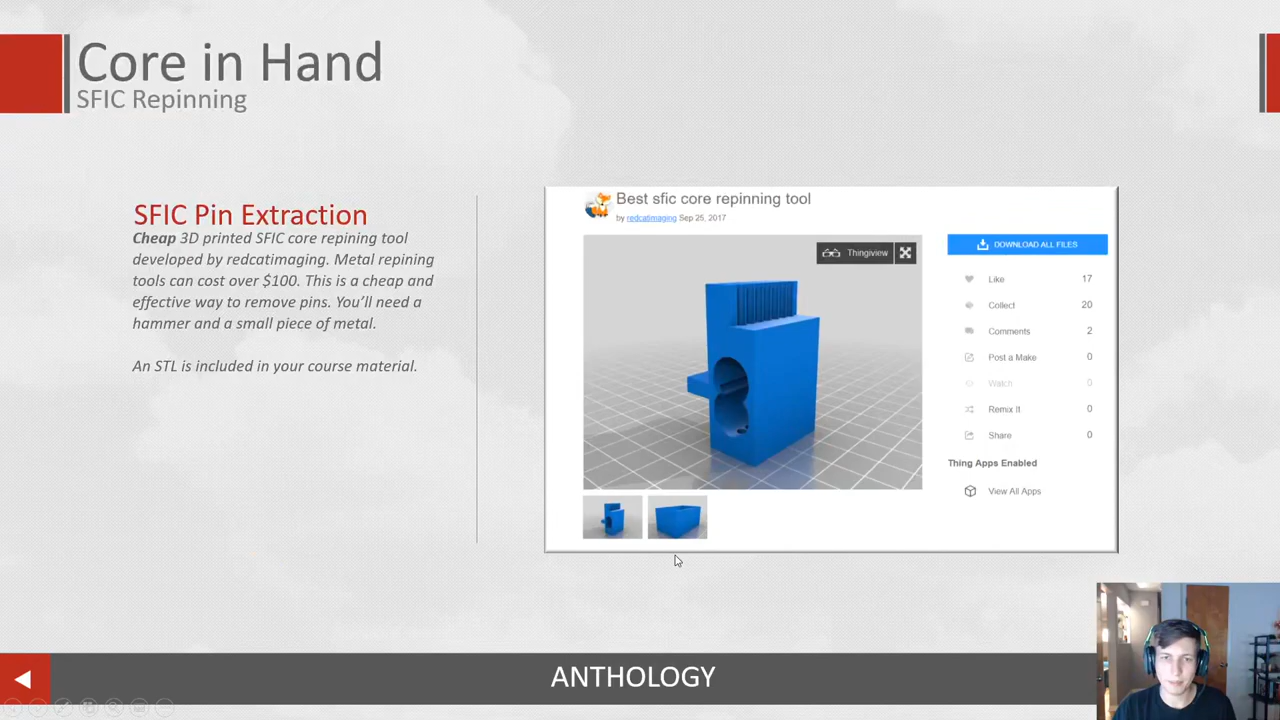 Core in Hand
SFIC Repinning
SFIC Pin Extraction
Cheap 3D printed SFIC core repining tool
developed by redcatimaging. Metal repining
tools can cost over $100. This is a cheap and
effective way to remove pins. You'll need a
hammer and a small piece of metal.
An STL is included in your course material.
Best sfic core repinning tool
by redcatimaging Sep 25, 2017
Thingiview
DOWNLOAD ALL FILES
Like 17
Collect 20
Comments 2
Post a Make 0
Watch 0
Remix It 0
Share 0
Thing Apps Enabled
View All Apps
ANTHOLOGY